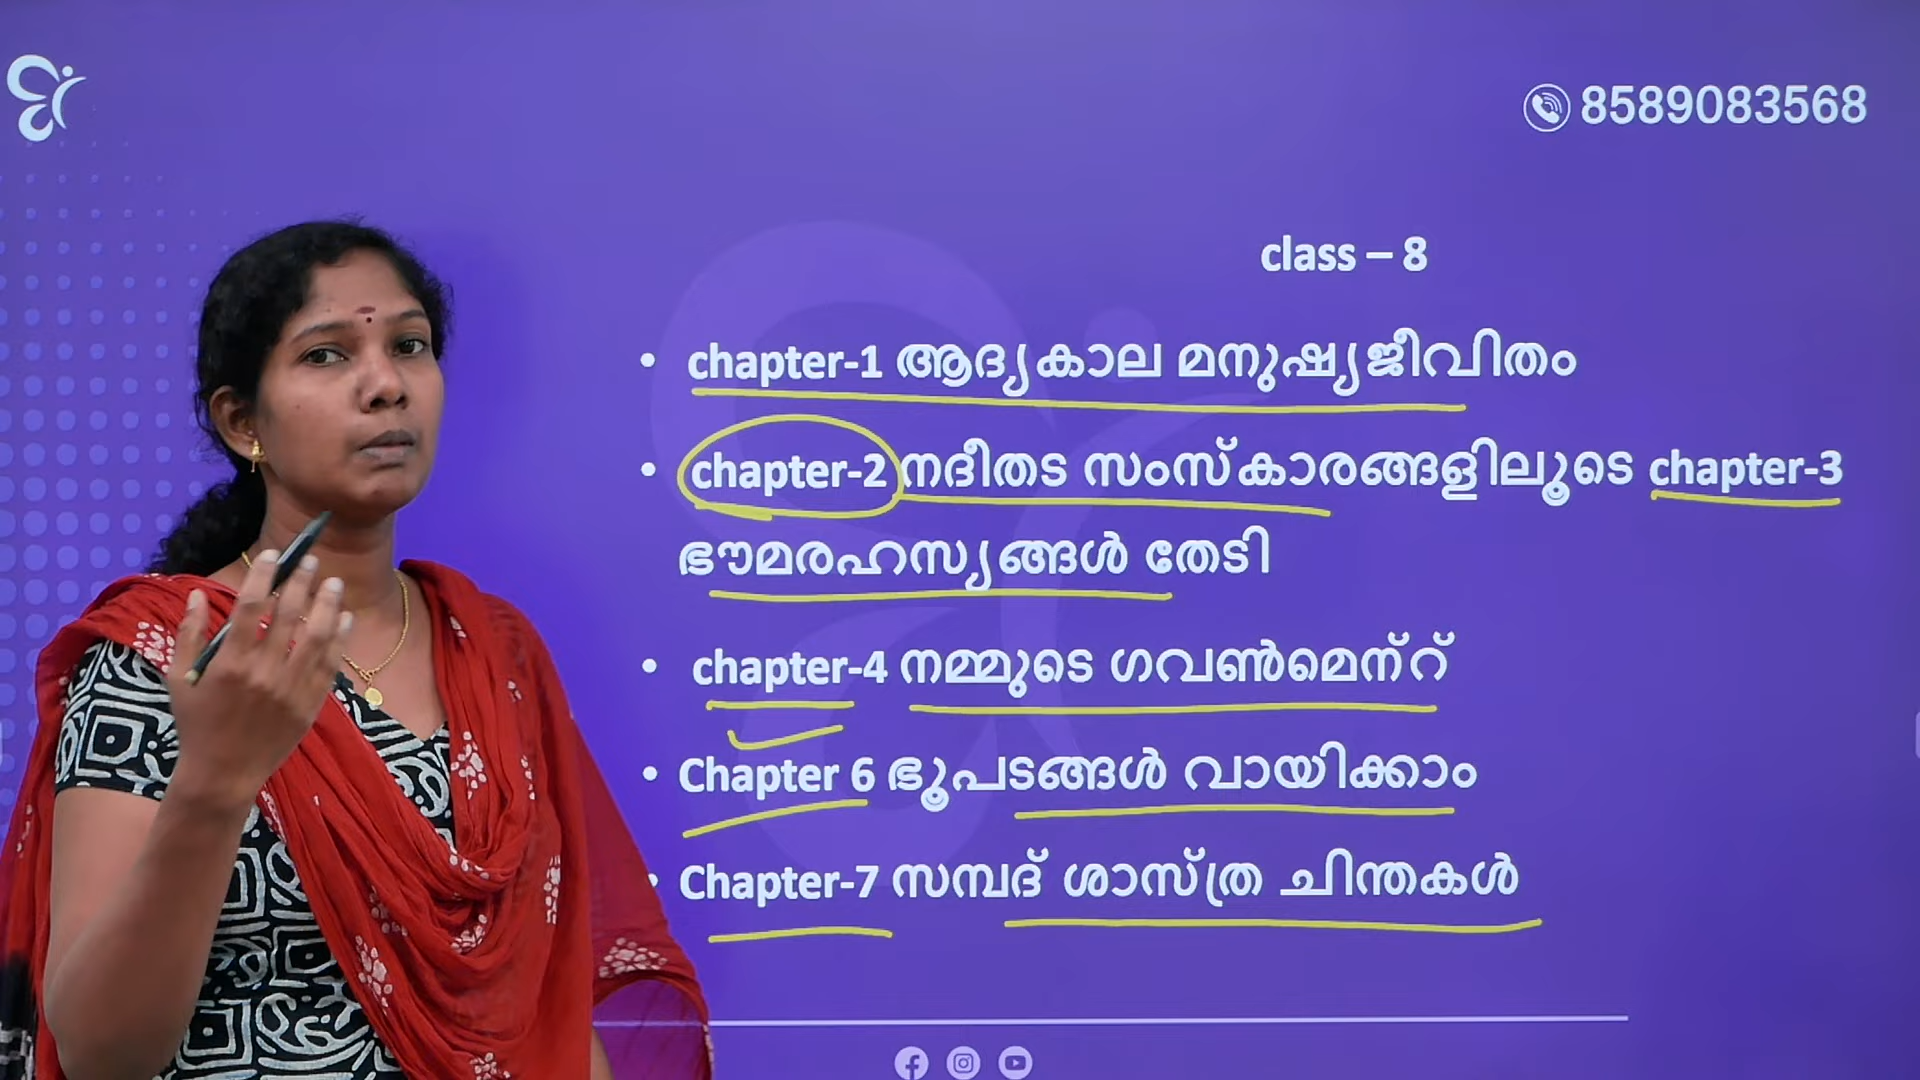 8589083568
class – 8
• chapter-1 ആദ്യകാല മനുഷ്യജീവിതം
• chapter-2 നദീതട സംസ്കാരങ്ങളിലൂടെ chapter-3
ഭൗമരഹസ്യങ്ങൾ തേടി
• chapter-4 നമ്മുടെ ഗവൺമെന്റ്
• Chapter 6 ഭൂപടങ്ങൾ വായിക്കാം
• Chapter-7 സമ്പദ് ശാസ്ത്ര ചിന്തകൾ